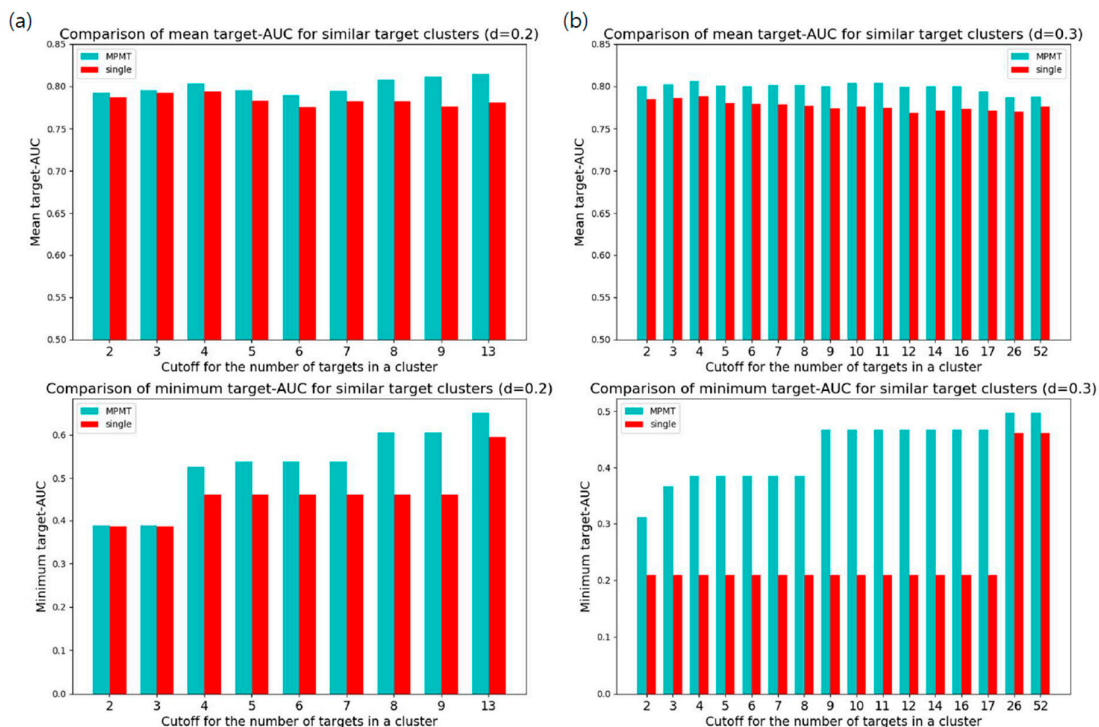 (a)
Comparison of mean target-AUC for similar target clusters (d=0.2)
MPMT
single
0.85
0.80
0.75
0.70
0.65
0.60
0.55
0.50
Mean target-AUC
2 3 4 5 6 7 8 9 13
Cutoff for the number of targets in a cluster
Comparison of minimum target-AUC for similar target clusters (d=0.2)
MPMT
single
0.6
0.5
0.4
0.3
0.2
0.1
0.0
Minimum target-AUC
2 3 4 5 6 7 8 9 13
Cutoff for the number of targets in a cluster
(b)
Comparison of mean target-AUC for similar target clusters (d=0.3)
MPMT
single
0.85
0.80
0.75
0.70
0.65
0.60
0.55
0.50
Mean target-AUC
2 3 4 5 6 7 8 9 10 11 12 14 16 17 26 52
Cutoff for the number of targets in a cluster
Comparison of minimum target-AUC for similar target clusters (d=0.3)
MPMT
single
0.5
0.4
0.3
0.2
0.1
0.0
Minimum target-AUC
2 3 4 5 6 7 8 9 10 11 12 14 16 17 26 52
Cutoff for the number of targets in a cluster